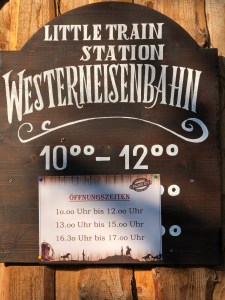 LITTLE TRAIN
STATION
WESTERNEISENBAHN
10⁰⁰ - 12⁰⁰
ÖFFNUNGSZEITEN
10.00 Uhr bis 12.00 Uhr
13.00 Uhr bis 15.00 Uhr
16.30 Uhr bis 17.00 Uhr